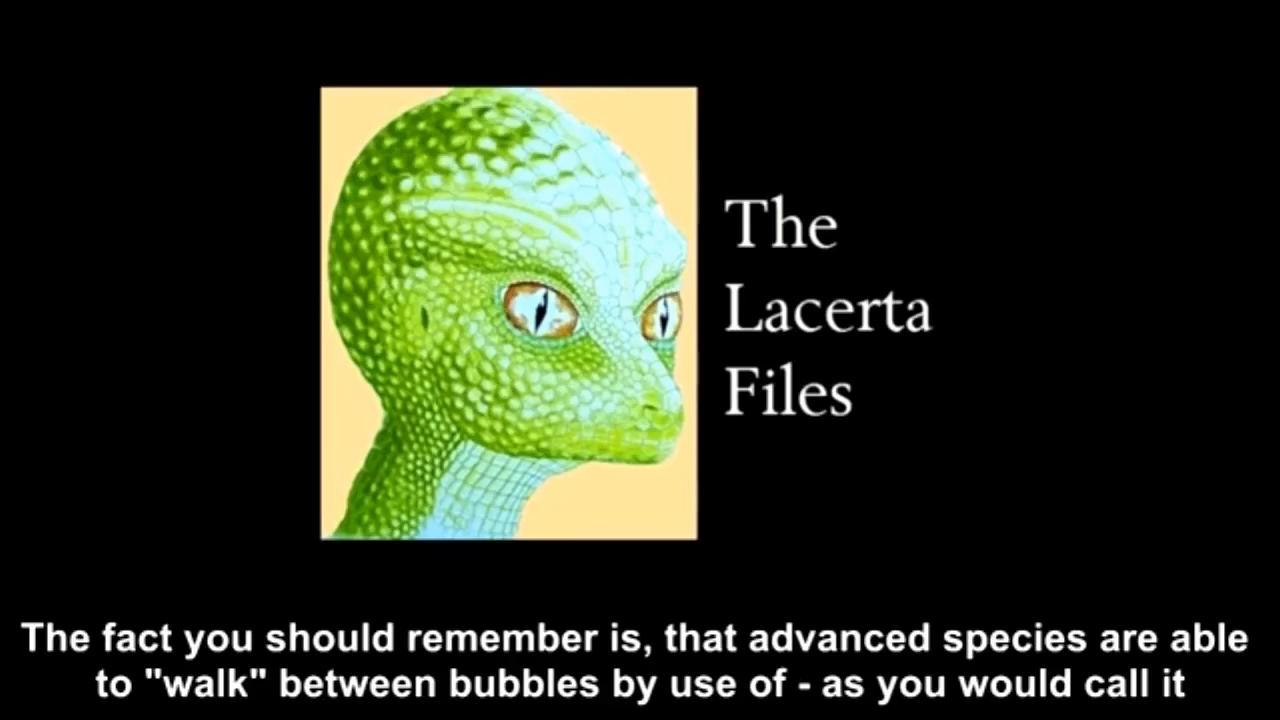 The
Lacerta
Files
The fact you should remember is, that advanced species are able
to "walk" between bubbles by use of - as you would call it